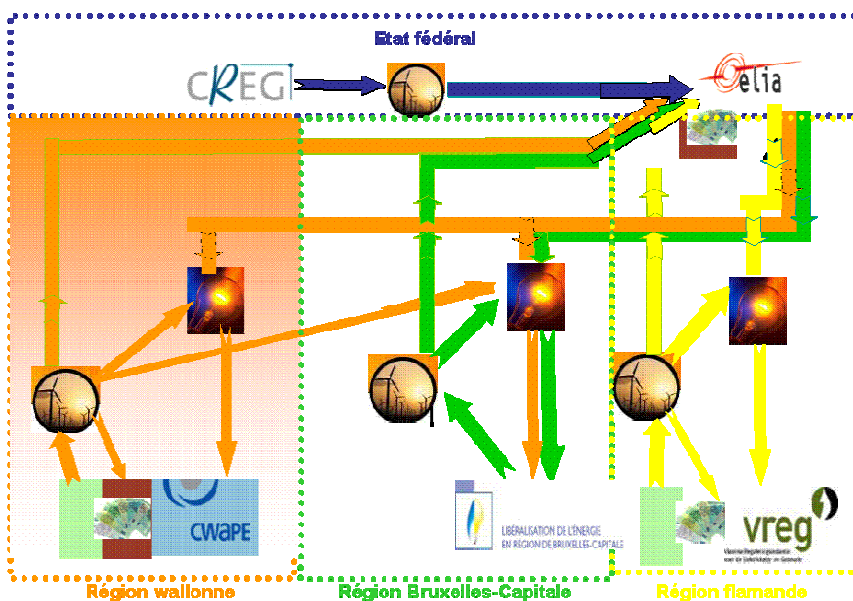 Etat fédéral
CREG
elia
CWAPE
LIBÉRALISATION DE L'ÉNERGIE
EN RÉGION DE BRUXELLES-CAPITALE
vreg
Région wallonne
Région Bruxelles-Capitale
Région flamande